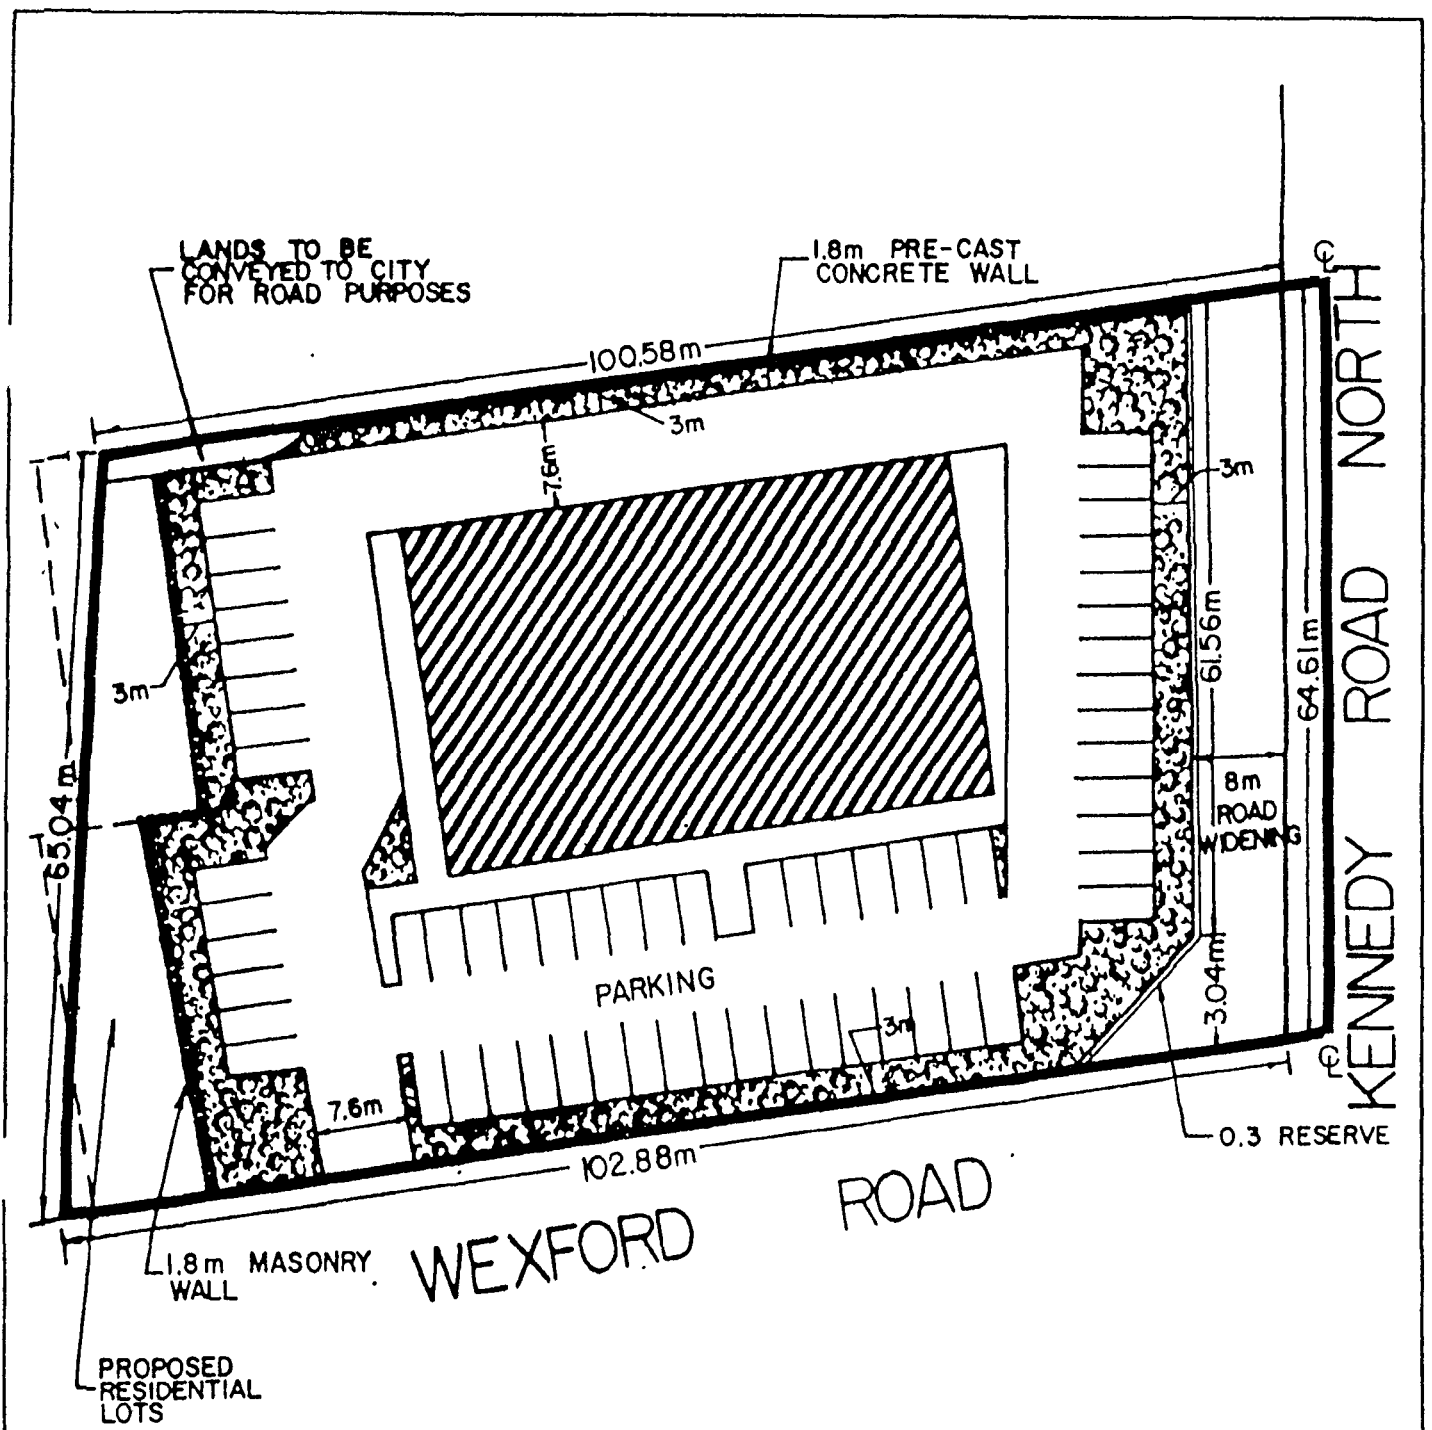 LANDS TO BE
CONVEYED TO CITY
FOR ROAD PURPOSES
1.8m PRE-CAST
CONCRETE WALL
100.58m
3m
7.6m
3m
3m
65.04m
61.56m
64.61m
8m
ROAD
WIDENING
3.04m
PARKING
3m
7.6m
102.88m
0.3 RESERVE
KENNEDY ROAD NORTH
WEXFORD ROAD
1.8m MASONRY
WALL
PROPOSED
RESIDENTIAL
LOTS
℄
℄